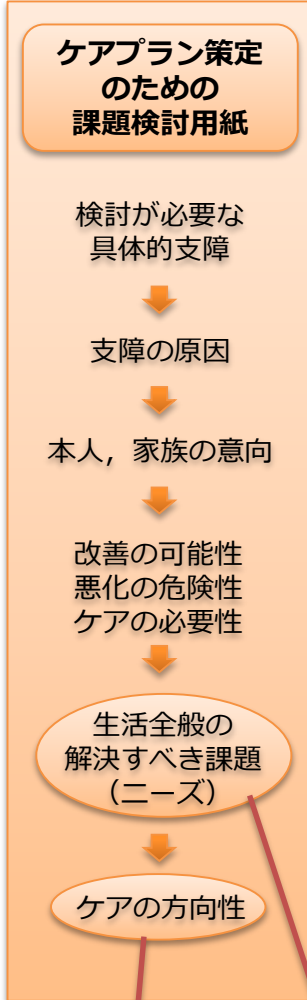 ケアプラン策定
のための
課題検討用紙
検討が必要な
具体的支障
支障の原因
本人，家族の意向
改善の可能性
悪化の危険性
ケアの必要性
生活全般の
解決すべき課題
（ニーズ）
ケアの方向性